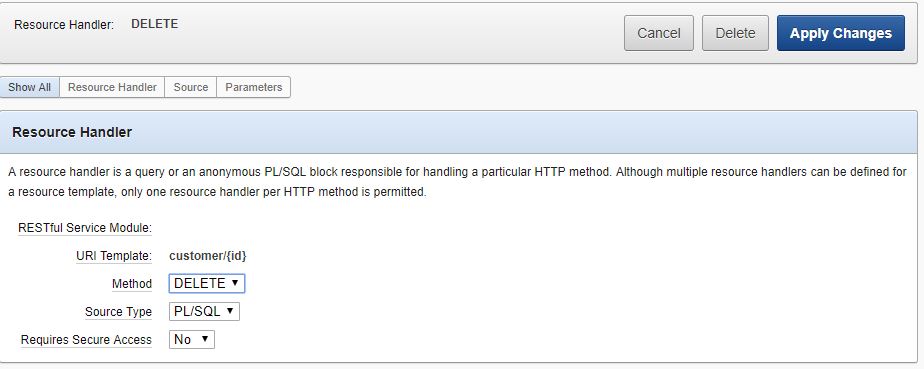 Resource Handler: DELETE
Cancel Delete Apply Changes
Show All Resource Handler Source Parameters
Resource Handler
A resource handler is a query or an anonymous PL/SQL block responsible for handling a particular HTTP method. Although multiple resource handlers can be defined for
a resource template, only one resource handler per HTTP method is permitted.
RESTful Service Module:
URI Template: customer/{id}
Method DELETE
Source Type PL/SQL
Requires Secure Access No